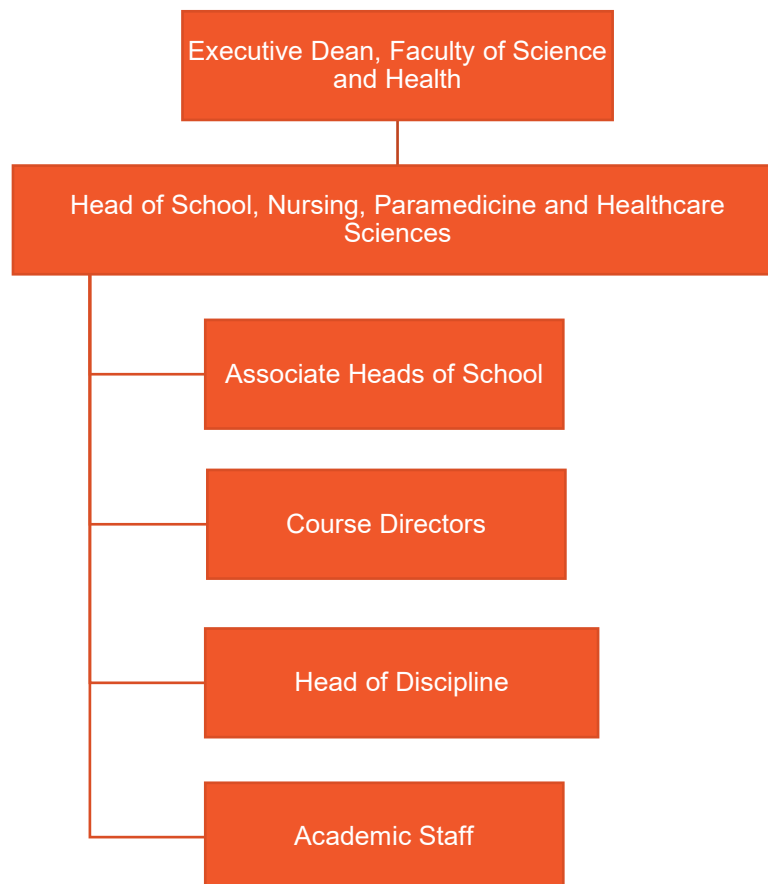 Executive Dean, Faculty of Science
and Health
Head of School, Nursing, Paramedicine and Healthcare
Sciences
Associate Heads of School
Course Directors
Head of Discipline
Academic Staff